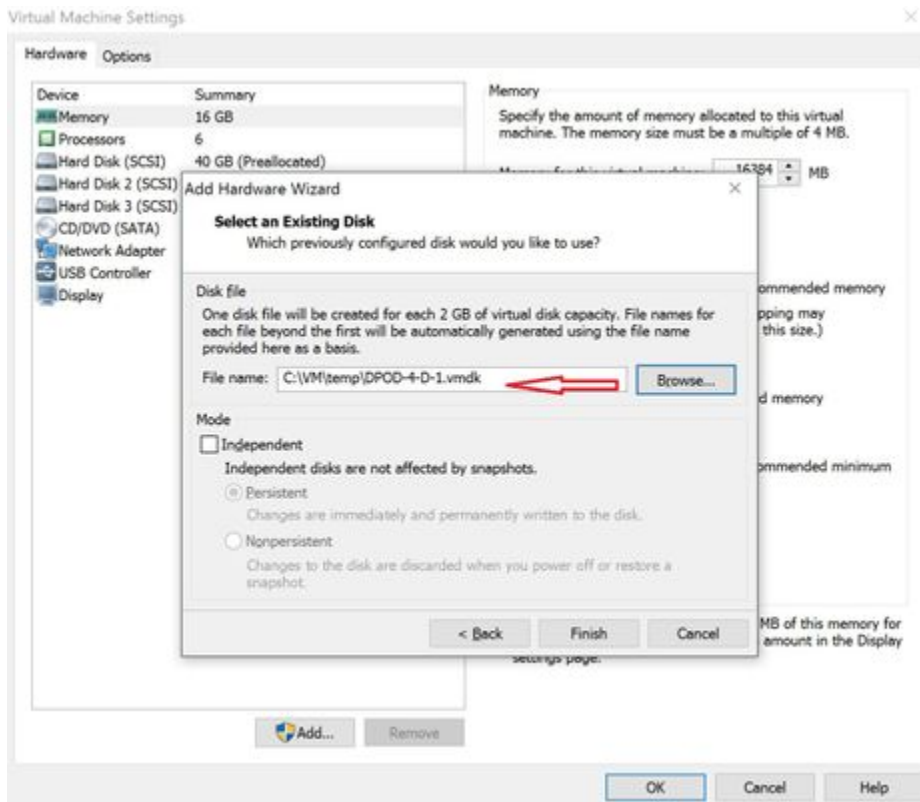 Virtual Machine Settings
Hardware Options
Device Summary
Memory 16 GB
Processors 6
Hard Disk (SCSI) 40 GB (Preallocated)
Hard Disk 2 (SCSI)
Hard Disk 3 (SCSI)
CD/DVD (SATA)
Network Adapter
USB Controller
Display
Memory
Specify the amount of memory allocated to this virtual
machine. The memory size must be a multiple of 4 MB.
16384 MB
ommended memory
pping may
this size.)
d memory
ommended minimum
MB of this memory for
amount in the Display
settings page.
Add Hardware Wizard
Select an Existing Disk
Which previously configured disk would you like to use?
Disk file
One disk file will be created for each 2 GB of virtual disk capacity. File names for
each file beyond the first will be automatically generated using the file name
provided here as a basis.
File name: C:\VM\temp\DPOD-4-D-1.vmdk Browse...
Mode
Independent
Independent disks are not affected by snapshots.
Persistent
Changes are immediately and permanently written to the disk.
Nonpersistent
Changes to the disk are discarded when you power off or restore a
snapshot.
< Back Finish Cancel
Add... Remove
OK Cancel Help